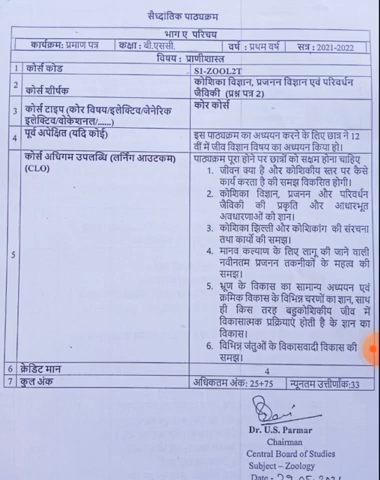 सैध्दांतिक पाठ्यक्रम
भाग ए परिचय
कार्यक्रम: प्रमाण पत्र कक्षा : बी.एससी. वर्ष : प्रथम वर्ष सत्र : 2021-2022
विषय : प्राणीशास्त्र
1 कोर्स कोड S1-ZOOL2T
2 कोर्स शीर्षक कोशिका विज्ञान, प्रजनन विज्ञान एवं परिवर्धन
जैविकी (प्रश्न पत्र 2)
3 कोर्स टाइप (कोर विषय/इलेक्टिव/जेनेरिक कोर कोर्स
इलेक्टिव/वोकेशनल/......)
4 पूर्व अपेक्षित (यदि कोई) इस पाठ्यक्रम का अध्ययन करने के लिए छात्र ने 12
वीं में जीव विज्ञान विषय का अध्ययन किया हो।
5 कोर्स अधिगम उपलब्धि (लर्निंग आउटकम) पाठ्यक्रम पूरा होने पर छात्रों को सक्षम होना चाहिए
(CLO) 1. जीवन क्या है और कोशिकीय स्तर पर कैसे
कार्य करता है की समझ विकसित होगी।
2. कोशिका विज्ञान, प्रजनन और परिवर्धन
जैविकी की प्रकृति और आधारभूत
अवधारणाओं को ज्ञान।
3. कोशिका झिल्ली और कोशिकांग की संरचना
तथा कार्यो की समझ।
4. मानव कल्याण के लिए लागू की जाने वाली
नवीनतम प्रजनन तकनीकों के महत्व की
समझ।
5. भ्रूण के विकास का सामान्य अध्ययन एवं
क्रमिक विकास के विभिन्न चरणों का ज्ञान, साथ
ही किस तरह बहुकोशिकीय जीव में
विकासात्मक प्रक्रियाएं होती है के ज्ञान का
विकास।
6. विभिन्न जंतुओं के विकासवादी विकास की
समझ।
6 क्रेडिट मान 4
7 कुल अंक अधिकतम अंक: 25+75 न्यूनतम उत्तीर्णांक:33
Dr. U.S. Parmar
Chairman
Central Board of Studies
Subject – Zoology
Date: